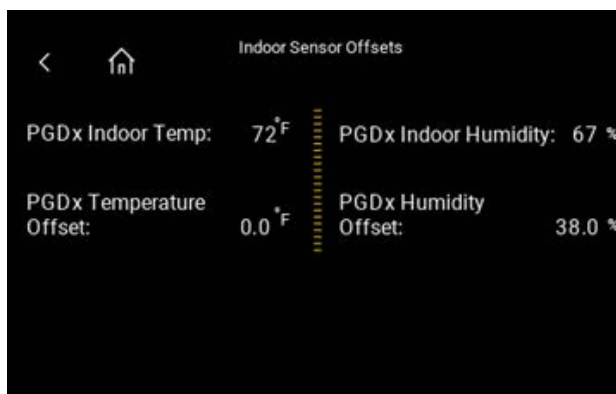 Indoor Sensor Offsets
PGDx Indoor Temp: 72°F
PGDx Indoor Humidity: 67 %
PGDx Temperature
Offset: 0.0 °F
PGDx Humidity
Offset: 38.0 %